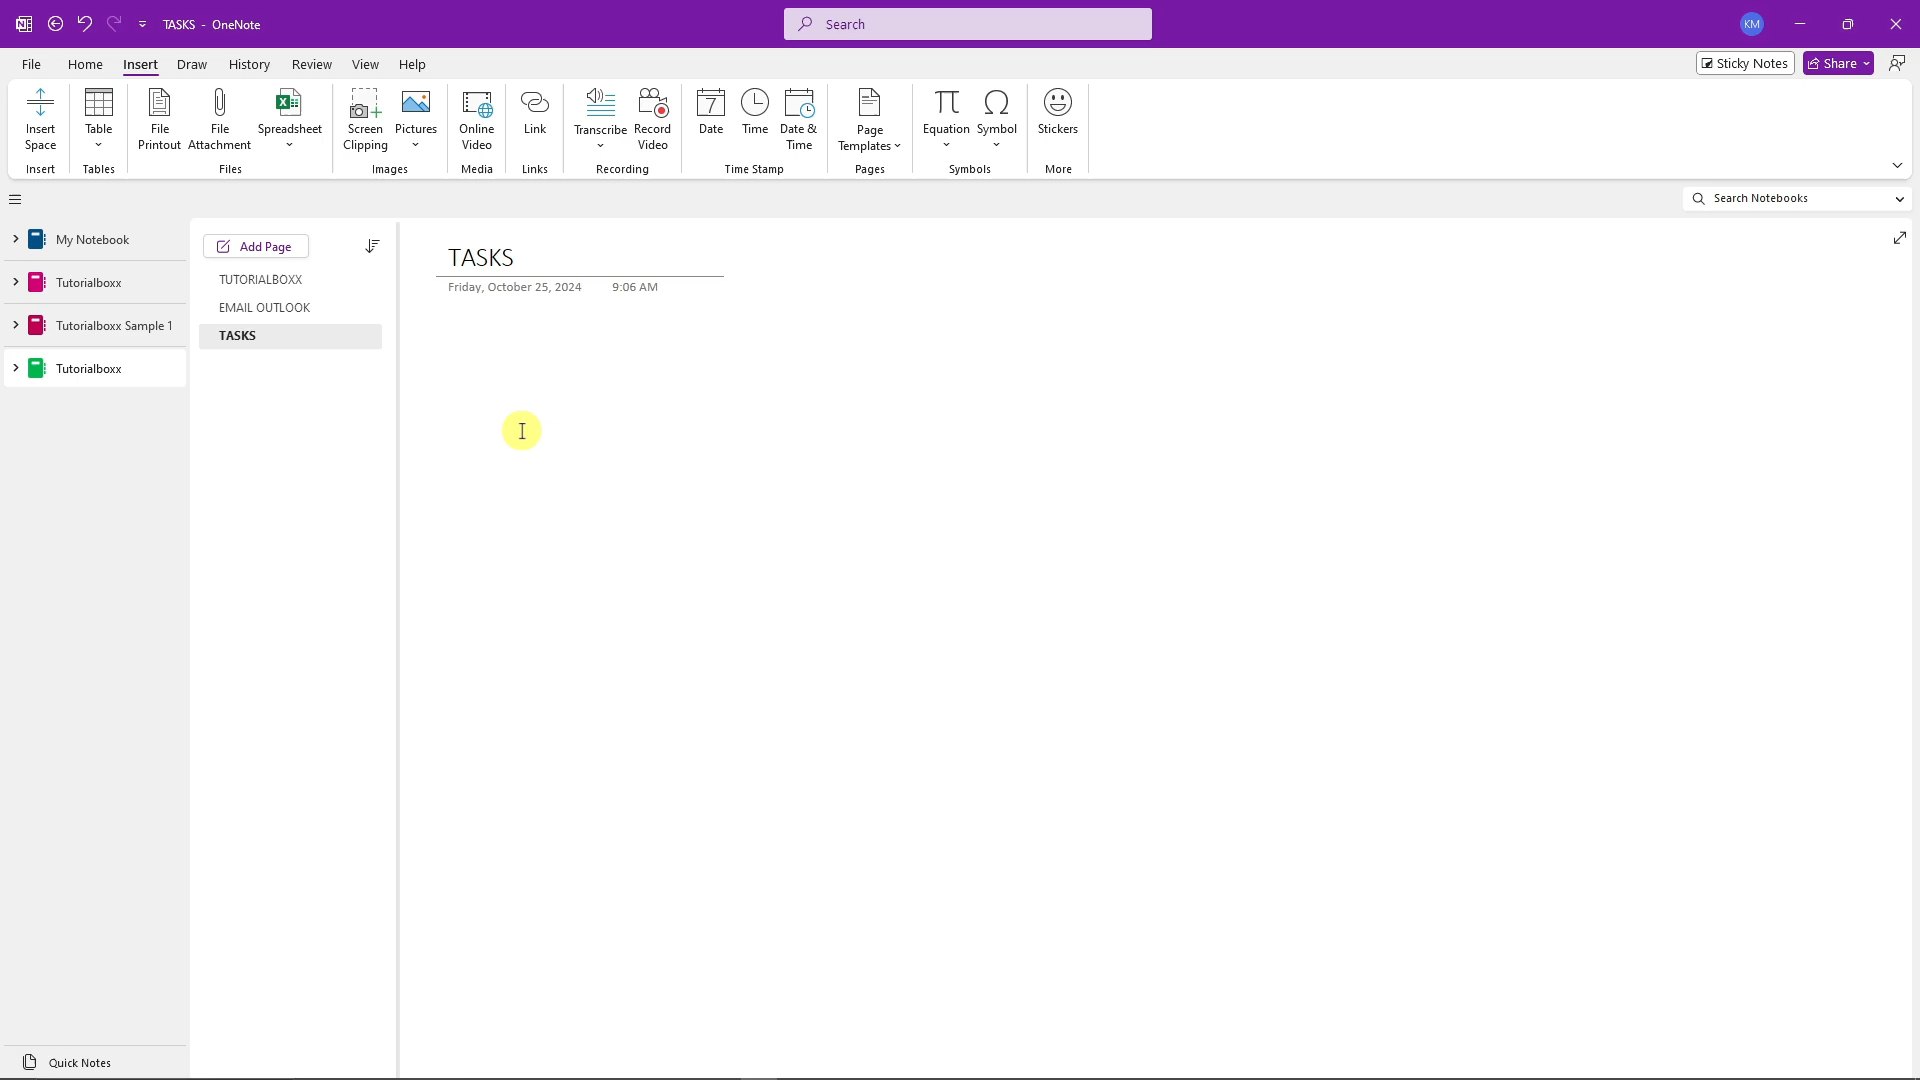 TASKS - OneNote
Search
KM
File Home Insert Draw History Review View Help
Sticky Notes
Share
Insert Space
Table
File Printout
File Attachment
Spreadsheet
Screen Clipping
Pictures
Online Video
Link
Transcribe
Record Video
7
Date
Time
Date & Time
Page Templates
Equation
Symbol
Stickers
Insert
Tables
Files
Images
Media
Links
Recording
Time Stamp
Pages
Symbols
More
Search Notebooks
My Notebook
Tutorialboxx
Tutorialboxx Sample 1
Tutorialboxx
Quick Notes
Add Page
TUTORIALBOXX
EMAIL OUTLOOK
TASKS
TASKS
Friday, October 25, 2024 9:06 AM